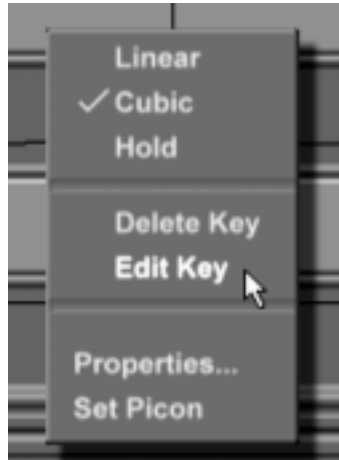 Linear
Cubic
Hold
Delete Key
Edit Key
Properties...
Set Picon